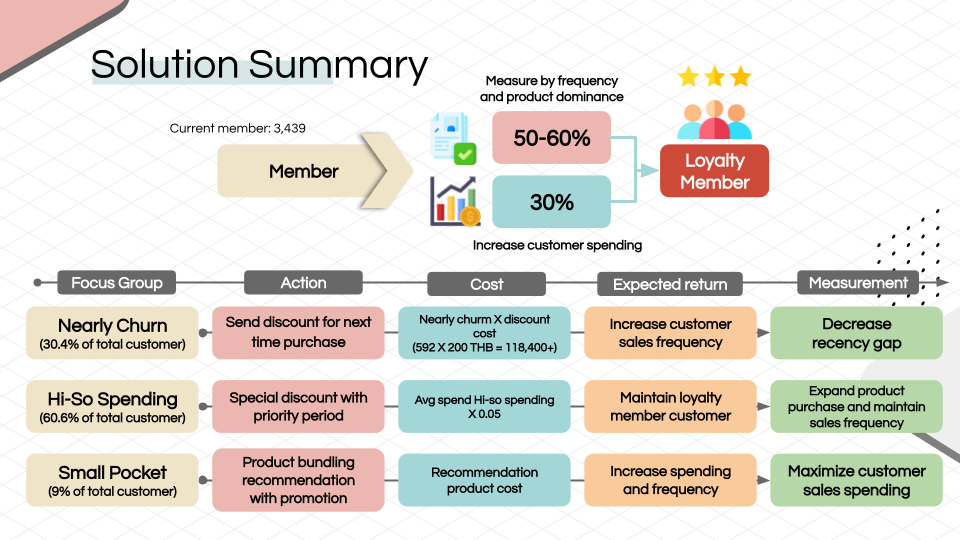 Solution Summary
Measure by frequency
and product dominance
Current member: 3,439
Member
50-60%
Loyalty
Member
30%
Increase customer spending
Focus Group
Action
Cost
Expected return
Measurement
Nearly Churn
(30.4% of total customer)
Send discount for next
time purchase
Nearly churn X discount
cost
(592 X 200 THB = 118,400+)
Increase customer
sales frequency
Decrease
recency gap
Hi-So Spending
(60.6% of total customer)
Special discount with
priority period
Avg spend Hi-so spending
X 0.05
Maintain loyalty
member customer
Expand product
purchase and maintain
sales frequency
Small Pocket
(9% of total customer)
Product bundling
recommendation
with promotion
Recommendation
product cost
Increase spending
and frequency
Maximize customer
sales spending